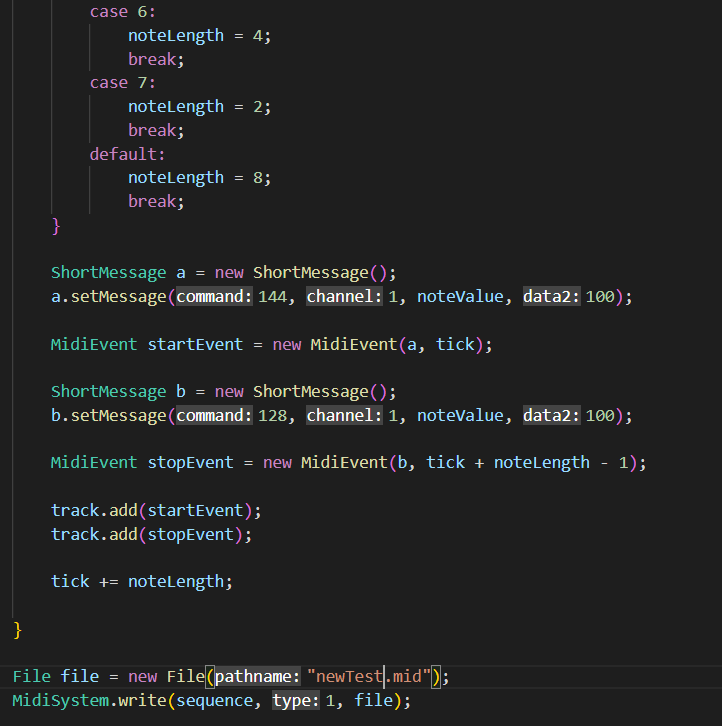 case 6:
noteLength = 4;
break;
case 7:
noteLength = 2;
break;
default:
noteLength = 8;
break;
}
ShortMessage a = new ShortMessage();
a.setMessage(command: 144, channel: 1, noteValue, data2: 100);
MidiEvent startEvent = new MidiEvent(a, tick);
ShortMessage b = new ShortMessage();
b.setMessage(command: 128, channel: 1, noteValue, data2: 100);
MidiEvent stopEvent = new MidiEvent(b, tick + noteLength - 1);
track.add(startEvent);
track.add(stopEvent);
tick += noteLength;
}
File file = new File(pathname: "newTest.mid");
MidiSystem.write(sequence, type: 1, file);